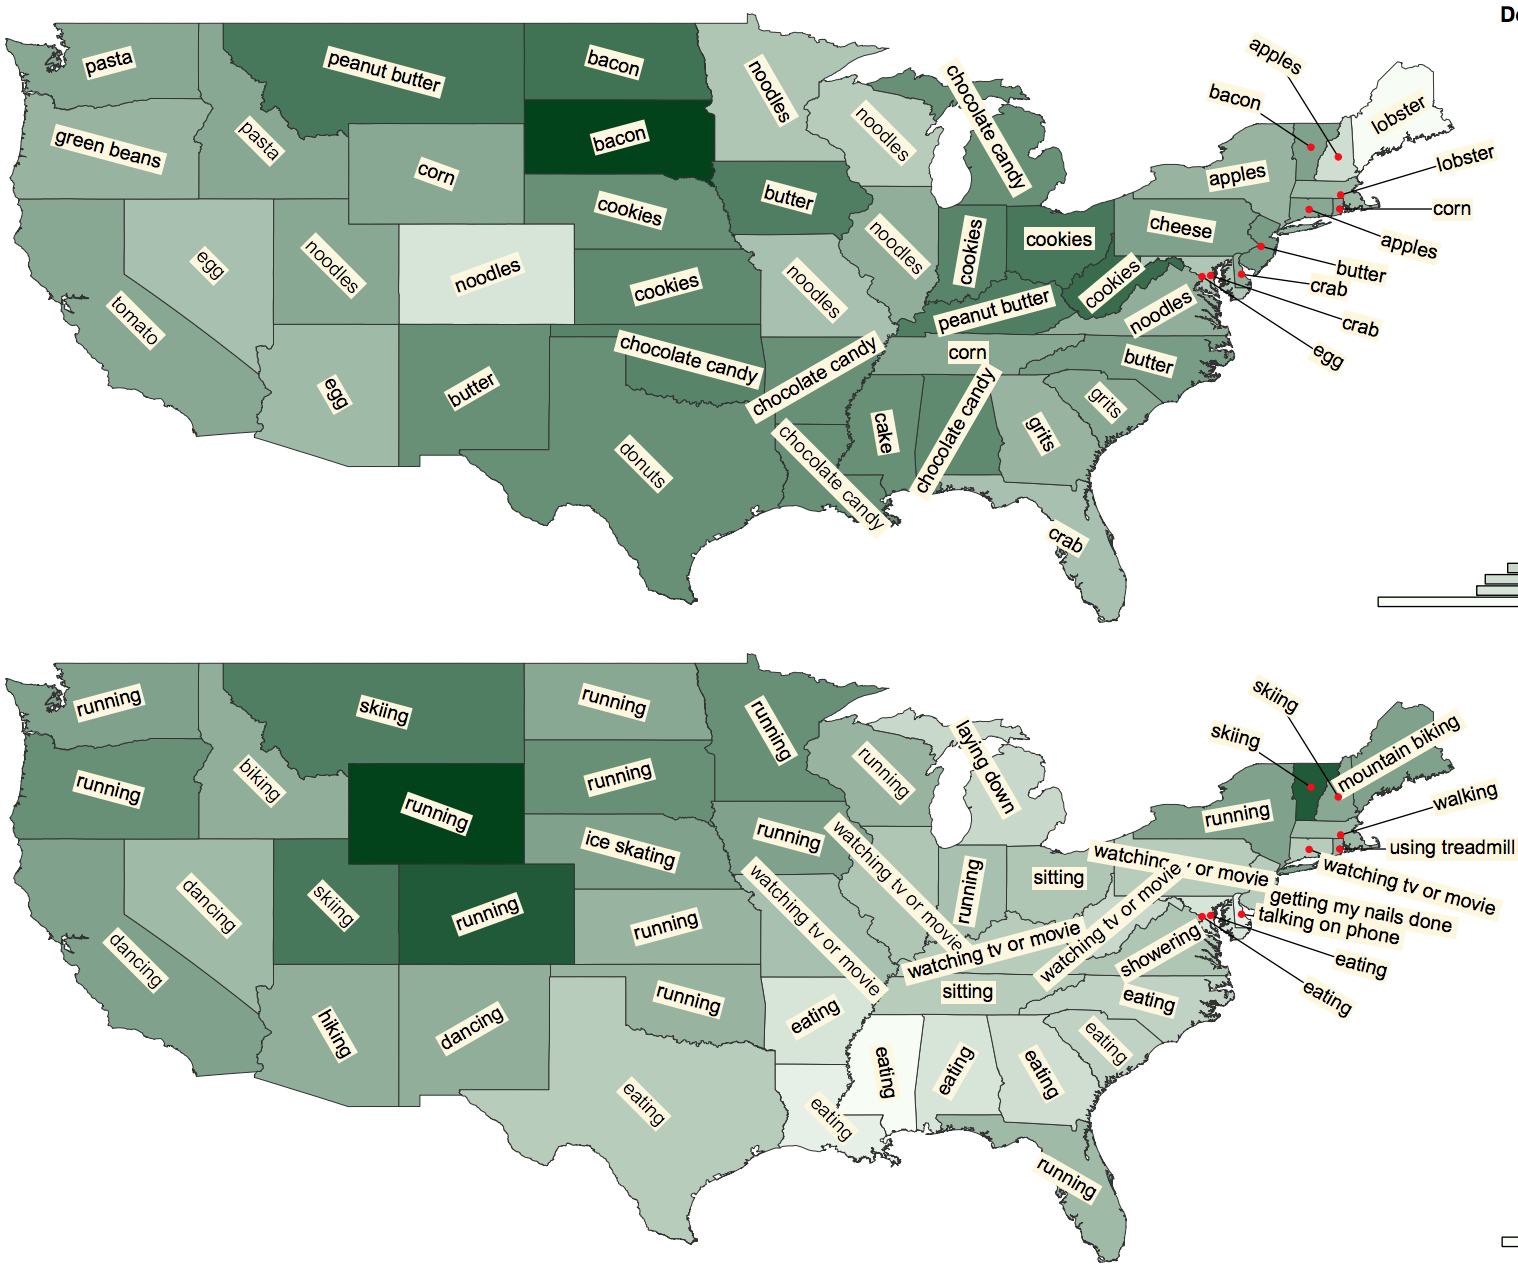 De
apples
pasta
peanut butter
bacon
noodles
chocolate candy
bacon
lobster
green beans
pasta
bacon
noodles
lobster
corn
apples
cookies
butter
corn
cheese
apples
egg
noodles
noodles
cookies
noodles
cookies
cookies
cookies
butter
crab
tomato
noodles
peanut butter
noodles
crab
egg
chocolate candy
chocolate candy
corn
butter
egg
butter
donuts
chocolate candy
cake
chocolate candy
grits
grits
crab
running
skiing
running
running
laying down
skiing
skiing
mountain biking
running
biking
running
running
running
running
walking
ice skating
running
watching tv or movie
sitting
watching tv or movie
using treadmill
watching tv or movie
dancing
skiing
running
running
watching tv or movie
running
watching tv or movie
watching tv or movie
getting my nails done
talking on phone
dancing
showering
eating
eating
hiking
dancing
running
eating
sitting
eating
eating
eating
eating
eating
eating
eating
running